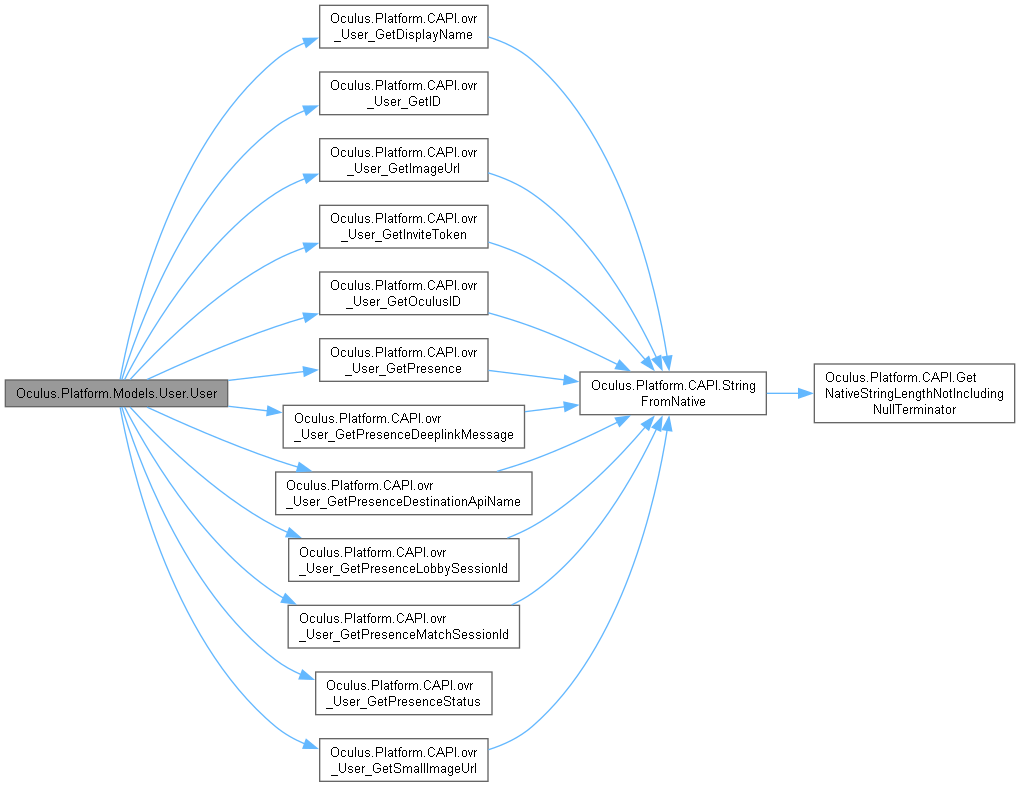 Oculus.Platform.Models.User.User
Oculus.Platform.CAPI.ovr
_User_GetDisplayName
Oculus.Platform.CAPI.ovr
_User_GetID
Oculus.Platform.CAPI.ovr
_User_GetImageUrl
Oculus.Platform.CAPI.ovr
_User_GetInviteToken
Oculus.Platform.CAPI.ovr
_User_GetOculusID
Oculus.Platform.CAPI.ovr
_User_GetPresence
Oculus.Platform.CAPI.ovr
_User_GetPresenceDeeplinkMessage
Oculus.Platform.CAPI.ovr
_User_GetPresenceDestinationApiName
Oculus.Platform.CAPI.ovr
_User_GetPresenceLobbySessionId
Oculus.Platform.CAPI.ovr
_User_GetPresenceMatchSessionId
Oculus.Platform.CAPI.ovr
_User_GetPresenceStatus
Oculus.Platform.CAPI.ovr
_User_GetSmallImageUrl
Oculus.Platform.CAPI.String
FromNative
Oculus.Platform.CAPI.Get
NativeStringLengthNotIncluding
NullTerminator